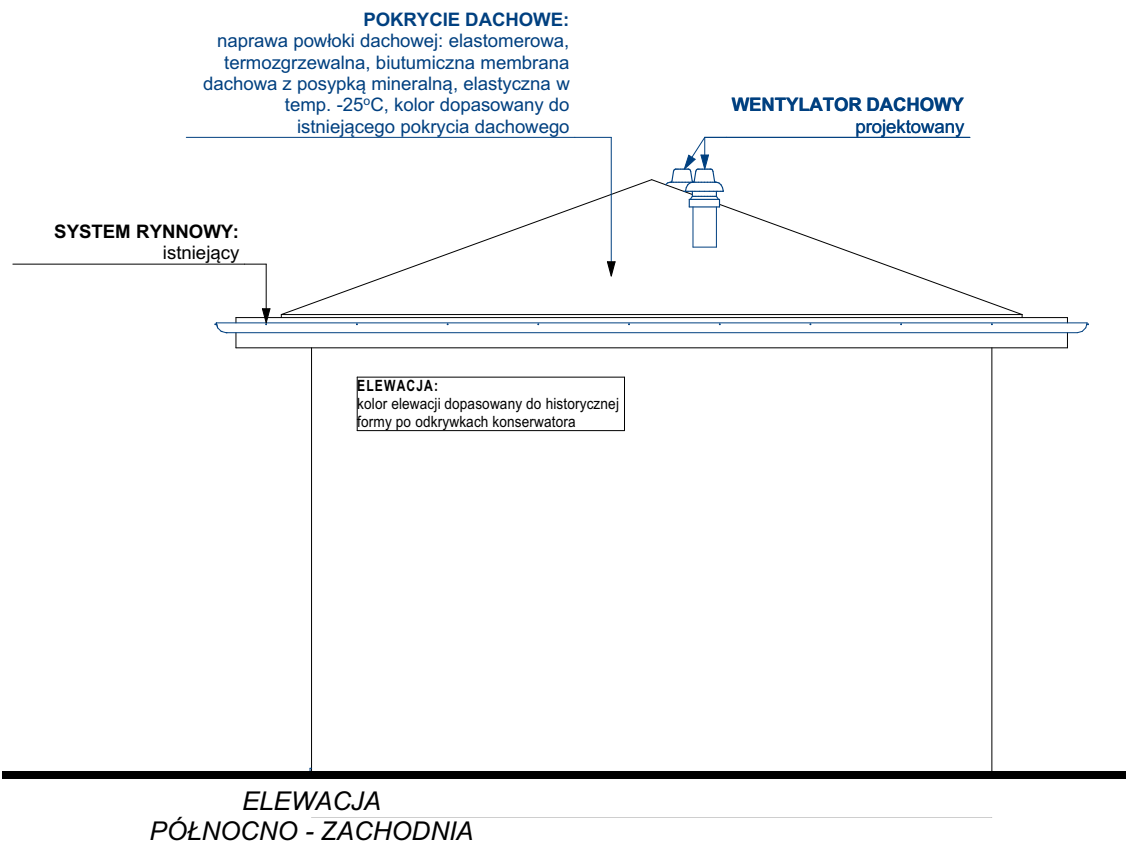 POKRYCIE DACHOWE:
naprawa powłoki dachowej: elastomerowa,
termozgrzewalna, biutumiczna membrana
dachowa z posypką mineralną, elastyczna w
temp. -25ºC, kolor dopasowany do
istniejącego pokrycia dachowego
WENTYLATOR DACHOWY
projektowany
SYSTEM RYNNOWY:
istniejący
ELEWACJA:
kolor elewacji dopasowany do historycznej
formy po odkrywkach konserwatora
ELEWACJA
PÓŁNOCNO - ZACHODNIA